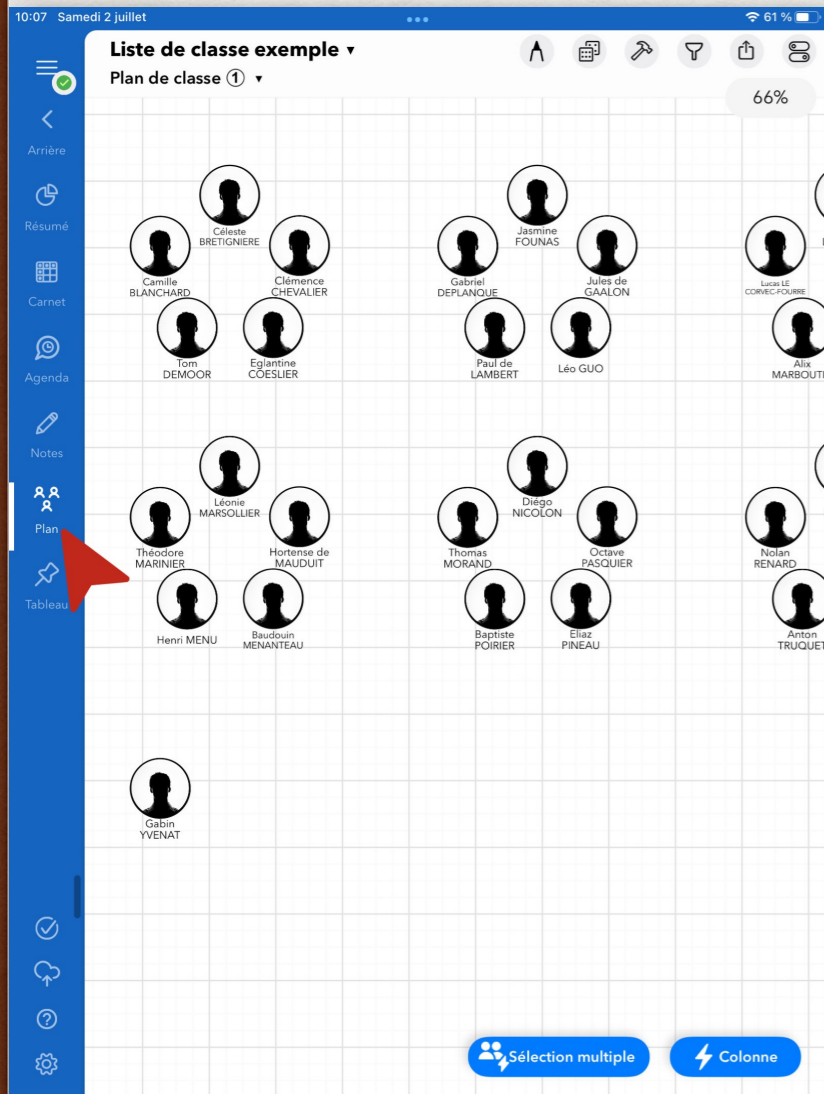 10:07 Samedi 2 juillet
61 %
Liste de classe exemple
Plan de classe 1
66%
Arrière
Résumé
Carnet
Agenda
Notes
Plan
Tableau
Céleste
BRETIGNIERE
Camille
BLANCHARD
Clémence
CHEVALIER
Tom
DEMOOR
Eglantine
COESLIER
Jasmine
FOUNAS
Gabriel
DEPLANQUE
Jules de
GAALON
Paul de
LAMBERT
Léo GUO
Lucas LE
CORVEC-FOURRE
Alix
Léonie
MARSOLLIER
Théodore
MARINIER
Hortense de
MAUDUIT
Henri MENU
Baudouin
MENANTEAU
Diégo
NICOLON
Thomas
MORAND
Octave
PASQUIER
Baptiste
POIRIER
Eliaz
PINEAU
Nolan
RENARD
Anton
TRUQUET
Gabin
YVENAT
Sélection multiple
Colonne